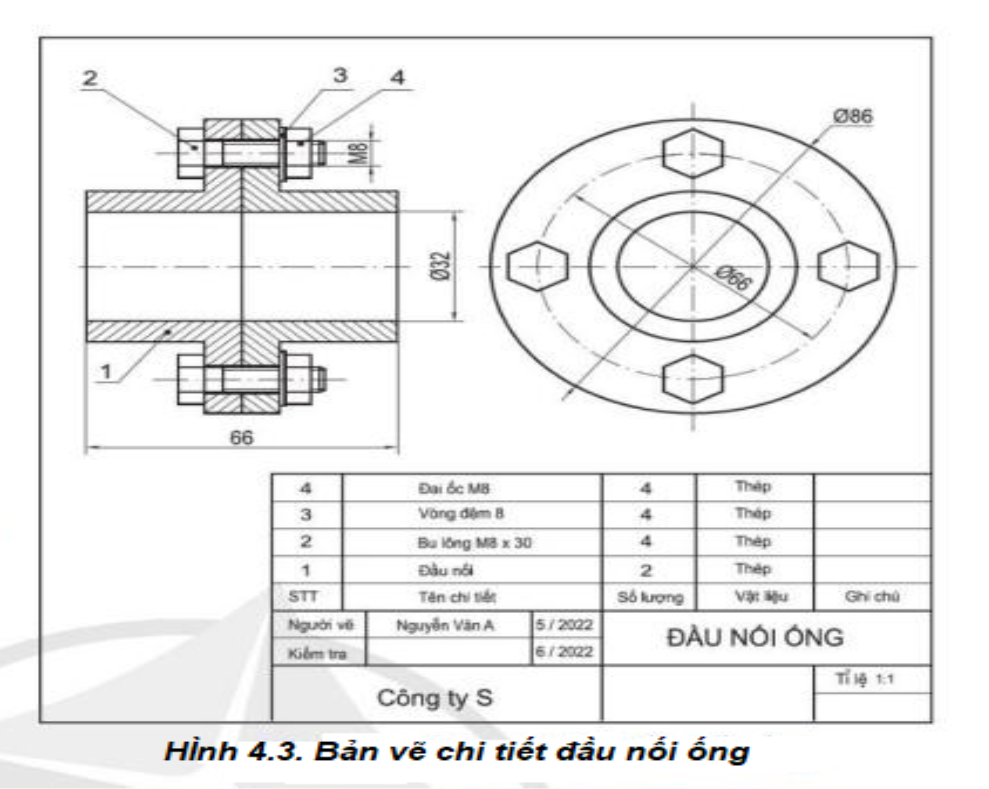 2 3 4
M8
Ø32
1
66
Ø86
Ø66
4 Đai ốc M8 4 Thép
3 Vòng đệm 8 4 Thép
2 Bu lông M8 x 30 4 Thép
1 Đầu nối 2 Thép
STT Tên chi tiết Số lượng Vật liệu Ghi chú
Người vẽ Nguyễn Văn A 5 / 2022
ĐẦU NỐI ỐNG
Kiểm tra 6 / 2022
Công ty S
Tỉ lệ 1:1
Hình 4.3. Bản vẽ chi tiết đầu nối ống